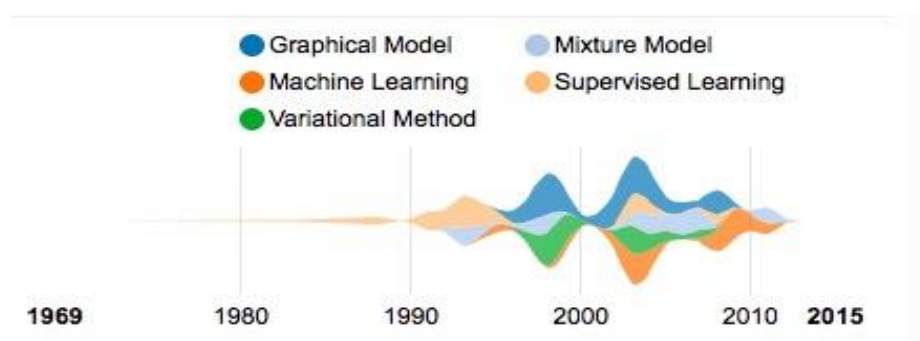 Graphical Model Mixture Model
Machine Learning Supervised Learning
Variational Method
1969 1980 1990 2000 2010 2015